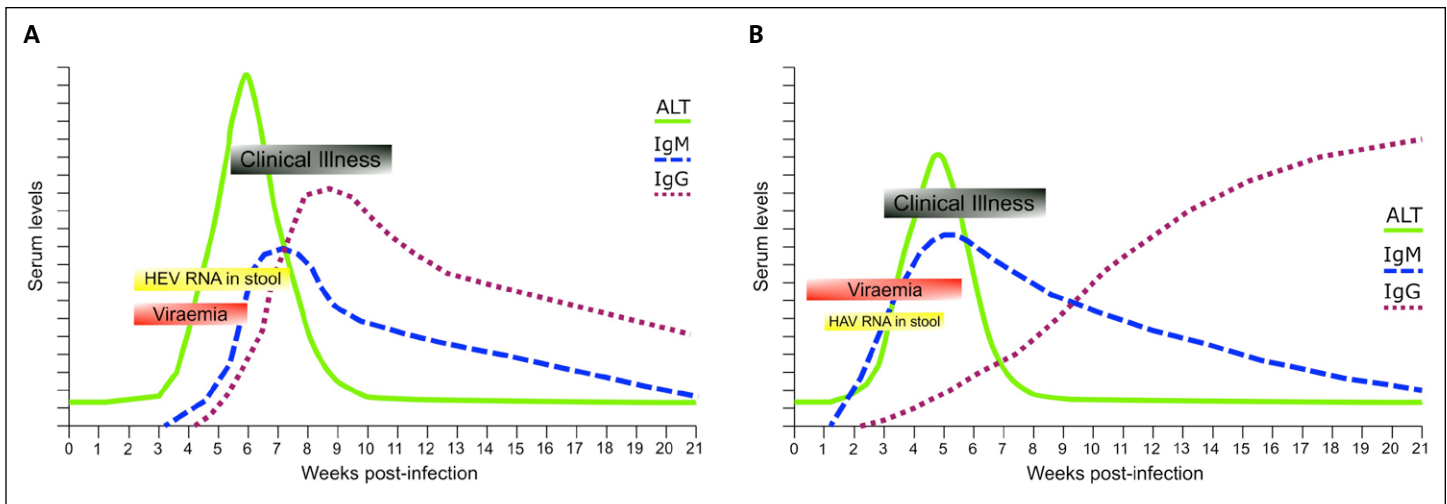 A
Serum levels
ALT
IgM
IgG
Clinical Illness
HEV RNA in stool
Viraemia
0 1 2 3 4 5 6 7 8 9 10 11 12 13 14 15 16 17 18 19 20 21
Weeks post-infection
B
Serum levels
Clinical Illness
ALT
IgM
IgG
Viraemia
HAV RNA in stool
0 1 2 3 4 5 6 7 8 9 10 11 12 13 14 15 16 17 18 19 20 21
Weeks post-infection